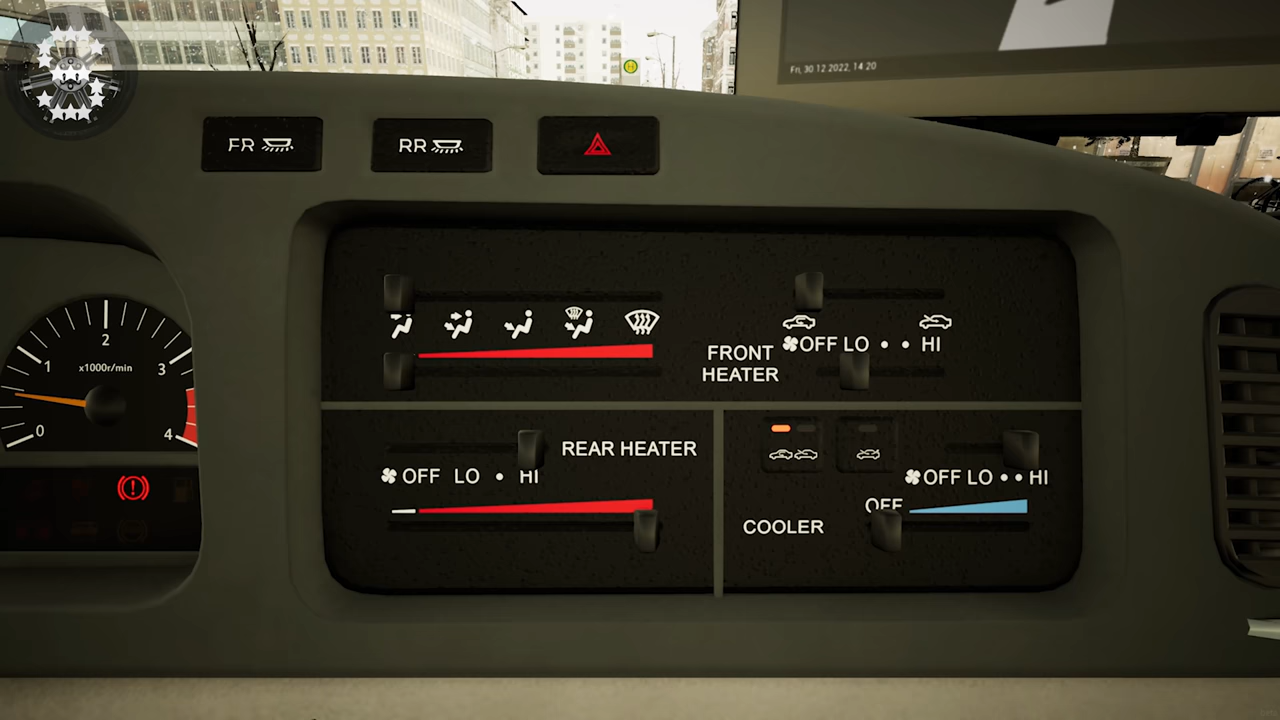 Fri, 30.12.2022, 14:20
FR
RR
FRONT
HEATER
OFF LO • • HI
REAR HEATER
OFF LO • HI
OFF LO • • HI
OFF
COOLER
0
1
2
3
4
x1000r/min